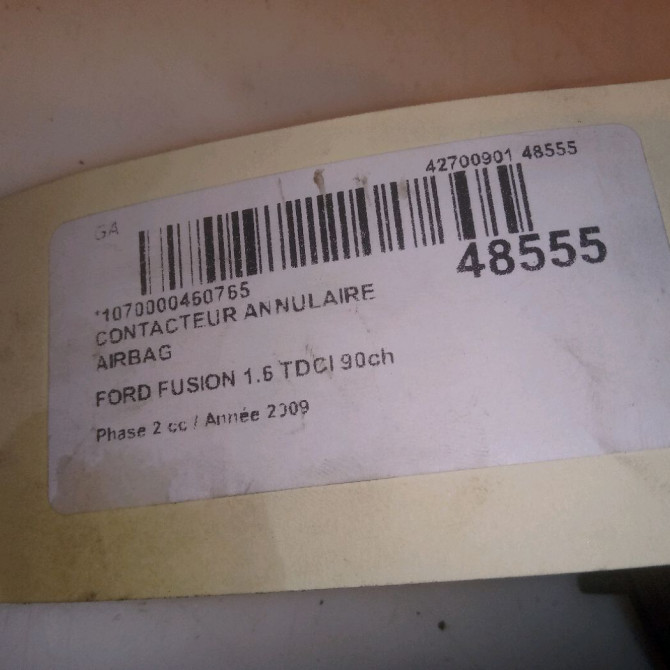 42700901 48555
GA
48555
*1070000460765
CONTACTEUR ANNULAIRE
AIRBAG
FORD FUSION 1.6 TDCI 90ch
Phase 2 cc / Année 2009